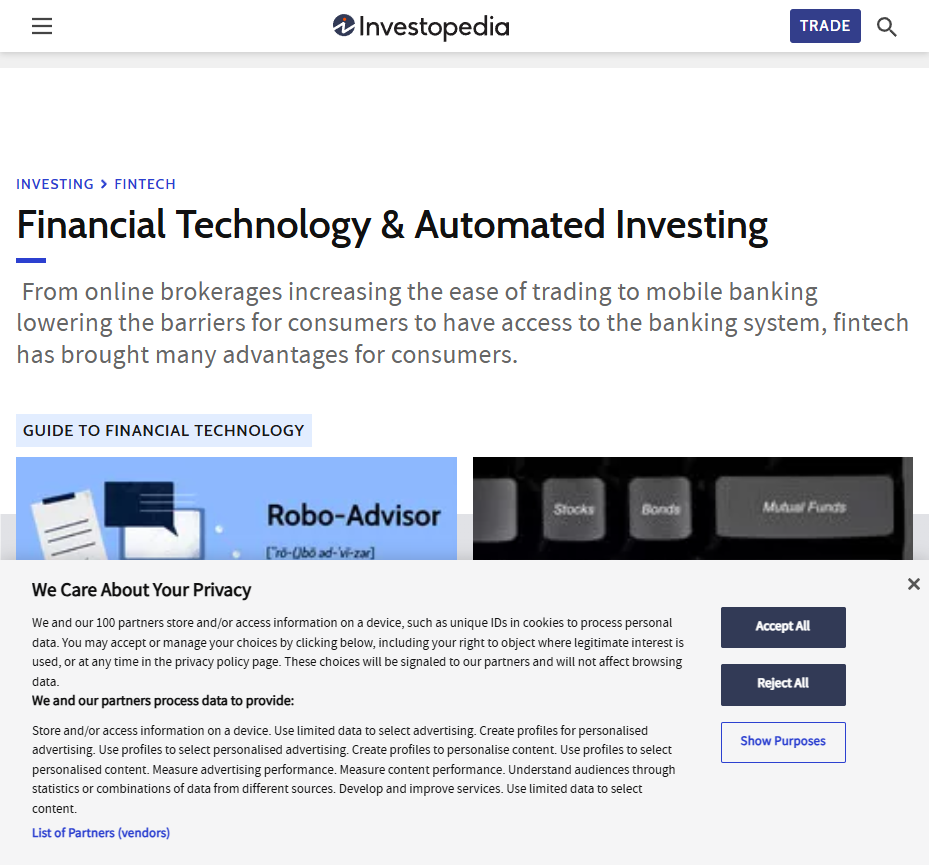 Investopedia
TRADE
INVESTING > FINTECH
Financial Technology & Automated Investing
From online brokerages increasing the ease of trading to mobile banking
lowering the barriers for consumers to have access to the banking system, fintech
has brought many advantages for consumers.
GUIDE TO FINANCIAL TECHNOLOGY
Robo-Advisor
[ˈrō-(ˌ)bō ad-ˈvī-zər]
Stocks
Bonds
Mutual Funds
We Care About Your Privacy
We and our 100 partners store and/or access information on a device, such as unique IDs in cookies to process personal
data. You may accept or manage your choices by clicking below, including your right to object where legitimate interest is
used, or at any time in the privacy policy page. These choices will be signaled to our partners and will not affect browsing
data.
We and our partners process data to provide:
Store and/or access information on a device. Use limited data to select advertising. Create profiles for personalised
advertising. Use profiles to select personalised advertising. Create profiles to personalise content. Use profiles to select
personalised content. Measure advertising performance. Measure content performance. Understand audiences through
statistics or combinations of data from different sources. Develop and improve services. Use limited data to select
content.
List of Partners (vendors)
Accept All
Reject All
Show Purposes